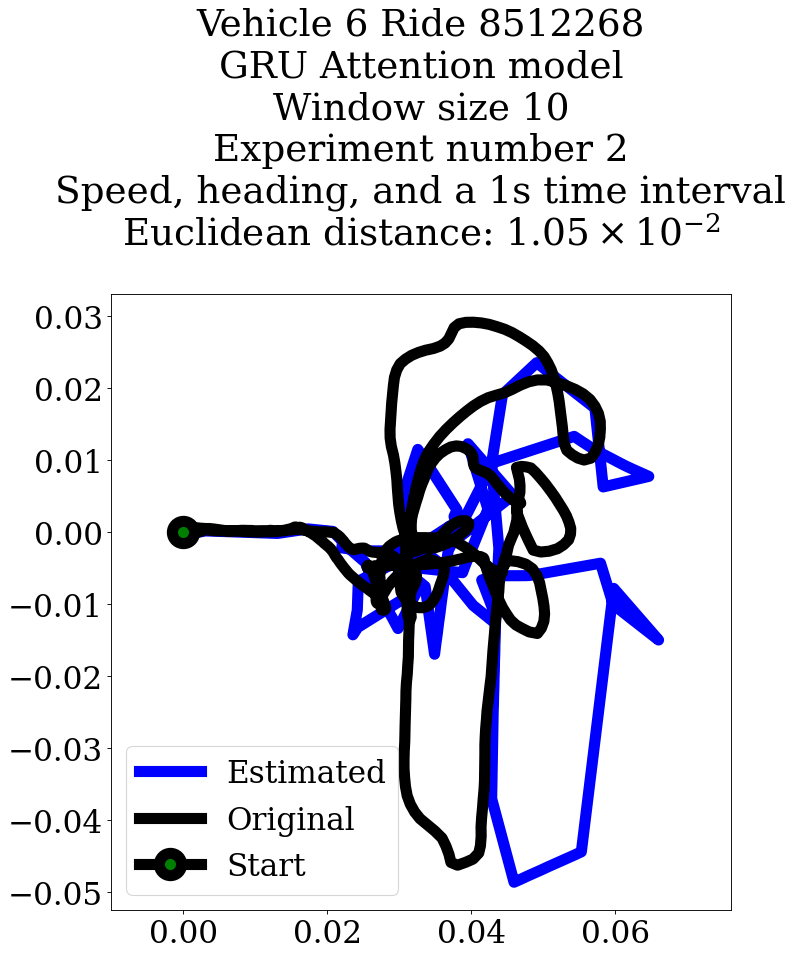 Vehicle 6 Ride 8512268
GRU Attention model
Window size 10
Experiment number 2
Speed, heading, and a 1s time interval
Euclidean distance: 1.05 × 10⁻²
0.03
0.02
0.01
0.00
−0.01
−0.02
−0.03
−0.04
−0.05
Estimated
Original
Start
0.00 0.02 0.04 0.06